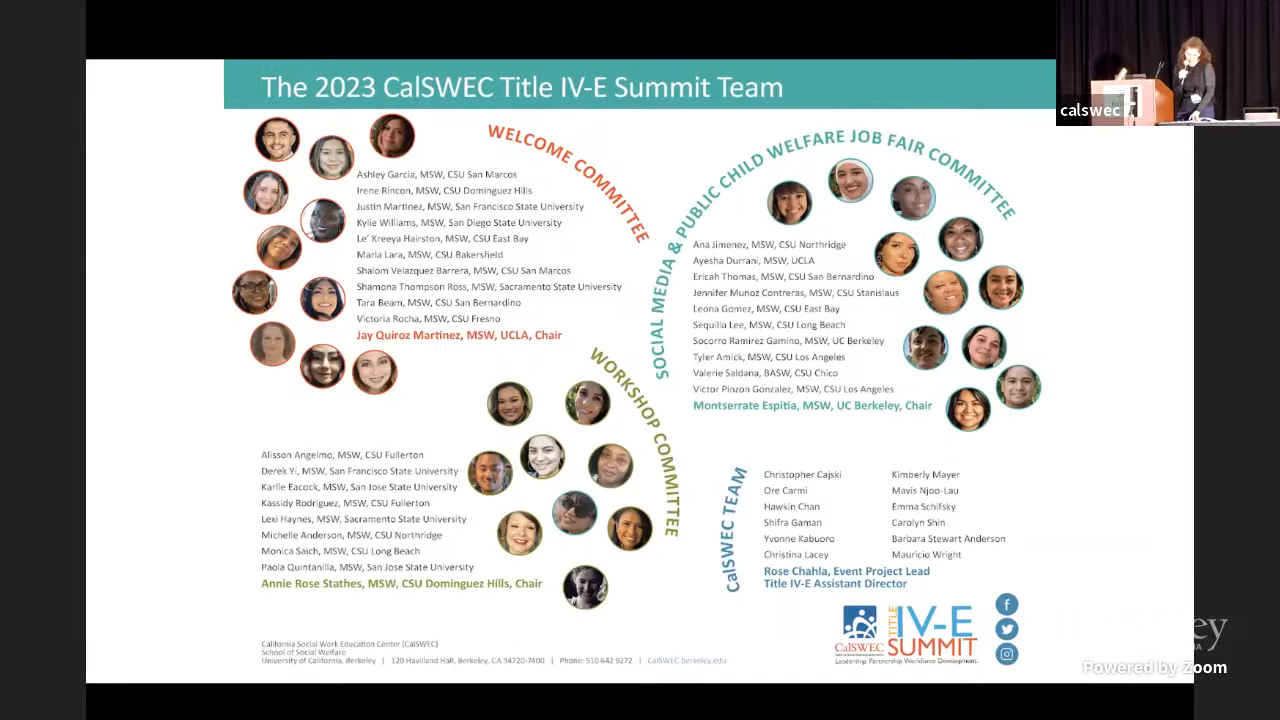 The 2023 CalSWEC Title IV-E Summit Team
calswec
WELCOME COMMITTEE
Ashley Garcia, MSW, CSU San Marcos
Irene Rincon, MSW, CSU Dominguez Hills
Justin Martinez, MSW, San Francisco State University
Kylie Williams, MSW, San Diego State University
Le' Kreeya Hairston, MSW, CSU East Bay
Maria Lara, MSW, CSU Bakersfield
Shalom Velazquez Barrera, MSW, CSU San Marcos
Shamona Thompson Ross, MSW, Sacramento State University
Tara Beam, MSW, CSU San Bernardino
Victoria Rocha, MSW, CSU Fresno
Jay Quiroz Martinez, MSW, UCLA, Chair
SOCIAL MEDIA & PUBLIC CHILD WELFARE JOB FAIR COMMITTEE
Ana Jimenez, MSW, CSU Northridge
Ayesha Durrani, MSW, UCLA
Ericah Thomas, MSW, CSU San Bernardino
Jennifer Munoz Contreras, MSW, CSU Stanislaus
Leona Gomez, MSW, CSU East Bay
Sequilla Lee, MSW, CSU Long Beach
Socorro Ramirez Gamino, MSW, UC Berkeley
Tyler Amick, MSW, CSU Los Angeles
Valerie Saldana, BASW, CSU Chico
Victor Pinzon Gonzalez, MSW, CSU Los Angeles
Montserrate Espitia, MSW, UC Berkeley, Chair
WORKSHOP COMMITTEE
Alisson Angelmo, MSW, CSU Fullerton
Derek Yi, MSW, San Francisco State University
Karlie Eacock, MSW, San Jose State University
Kassidy Rodriguez, MSW, CSU Fullerton
Lexi Haynes, MSW, Sacramento State University
Michelle Anderson, MSW, CSU Northridge
Monica Saich, MSW, CSU Long Beach
Paola Quintanilla, MSW, San Jose State University
Annie Rose Stathes, MSW, CSU Dominguez Hills, Chair
CalSWEC TEAM
Christopher Cajski
Ore Carmi
Hawkin Chan
Shifra Gaman
Yvonne Kabuoro
Christina Lacey
Kimberly Mayer
Mavis Njoo-Lau
Emma Schifsky
Carolyn Shin
Barbara Stewart Anderson
Mauricio Wright
Rose Chahla, Event Project Lead
Title IV-E Assistant Director
CalSWEC
TITLE IV-E SUMMIT
Leadership. Partnership. Workforce Development.
California Social Work Education Center (CalSWEC)
School of Social Welfare
University of California, Berkeley | 120 Haviland Hall, Berkeley, CA 94720-7400 | Phone: 510 642 9272 | CalSWEC.berkeley.edu
Powered by Zoom